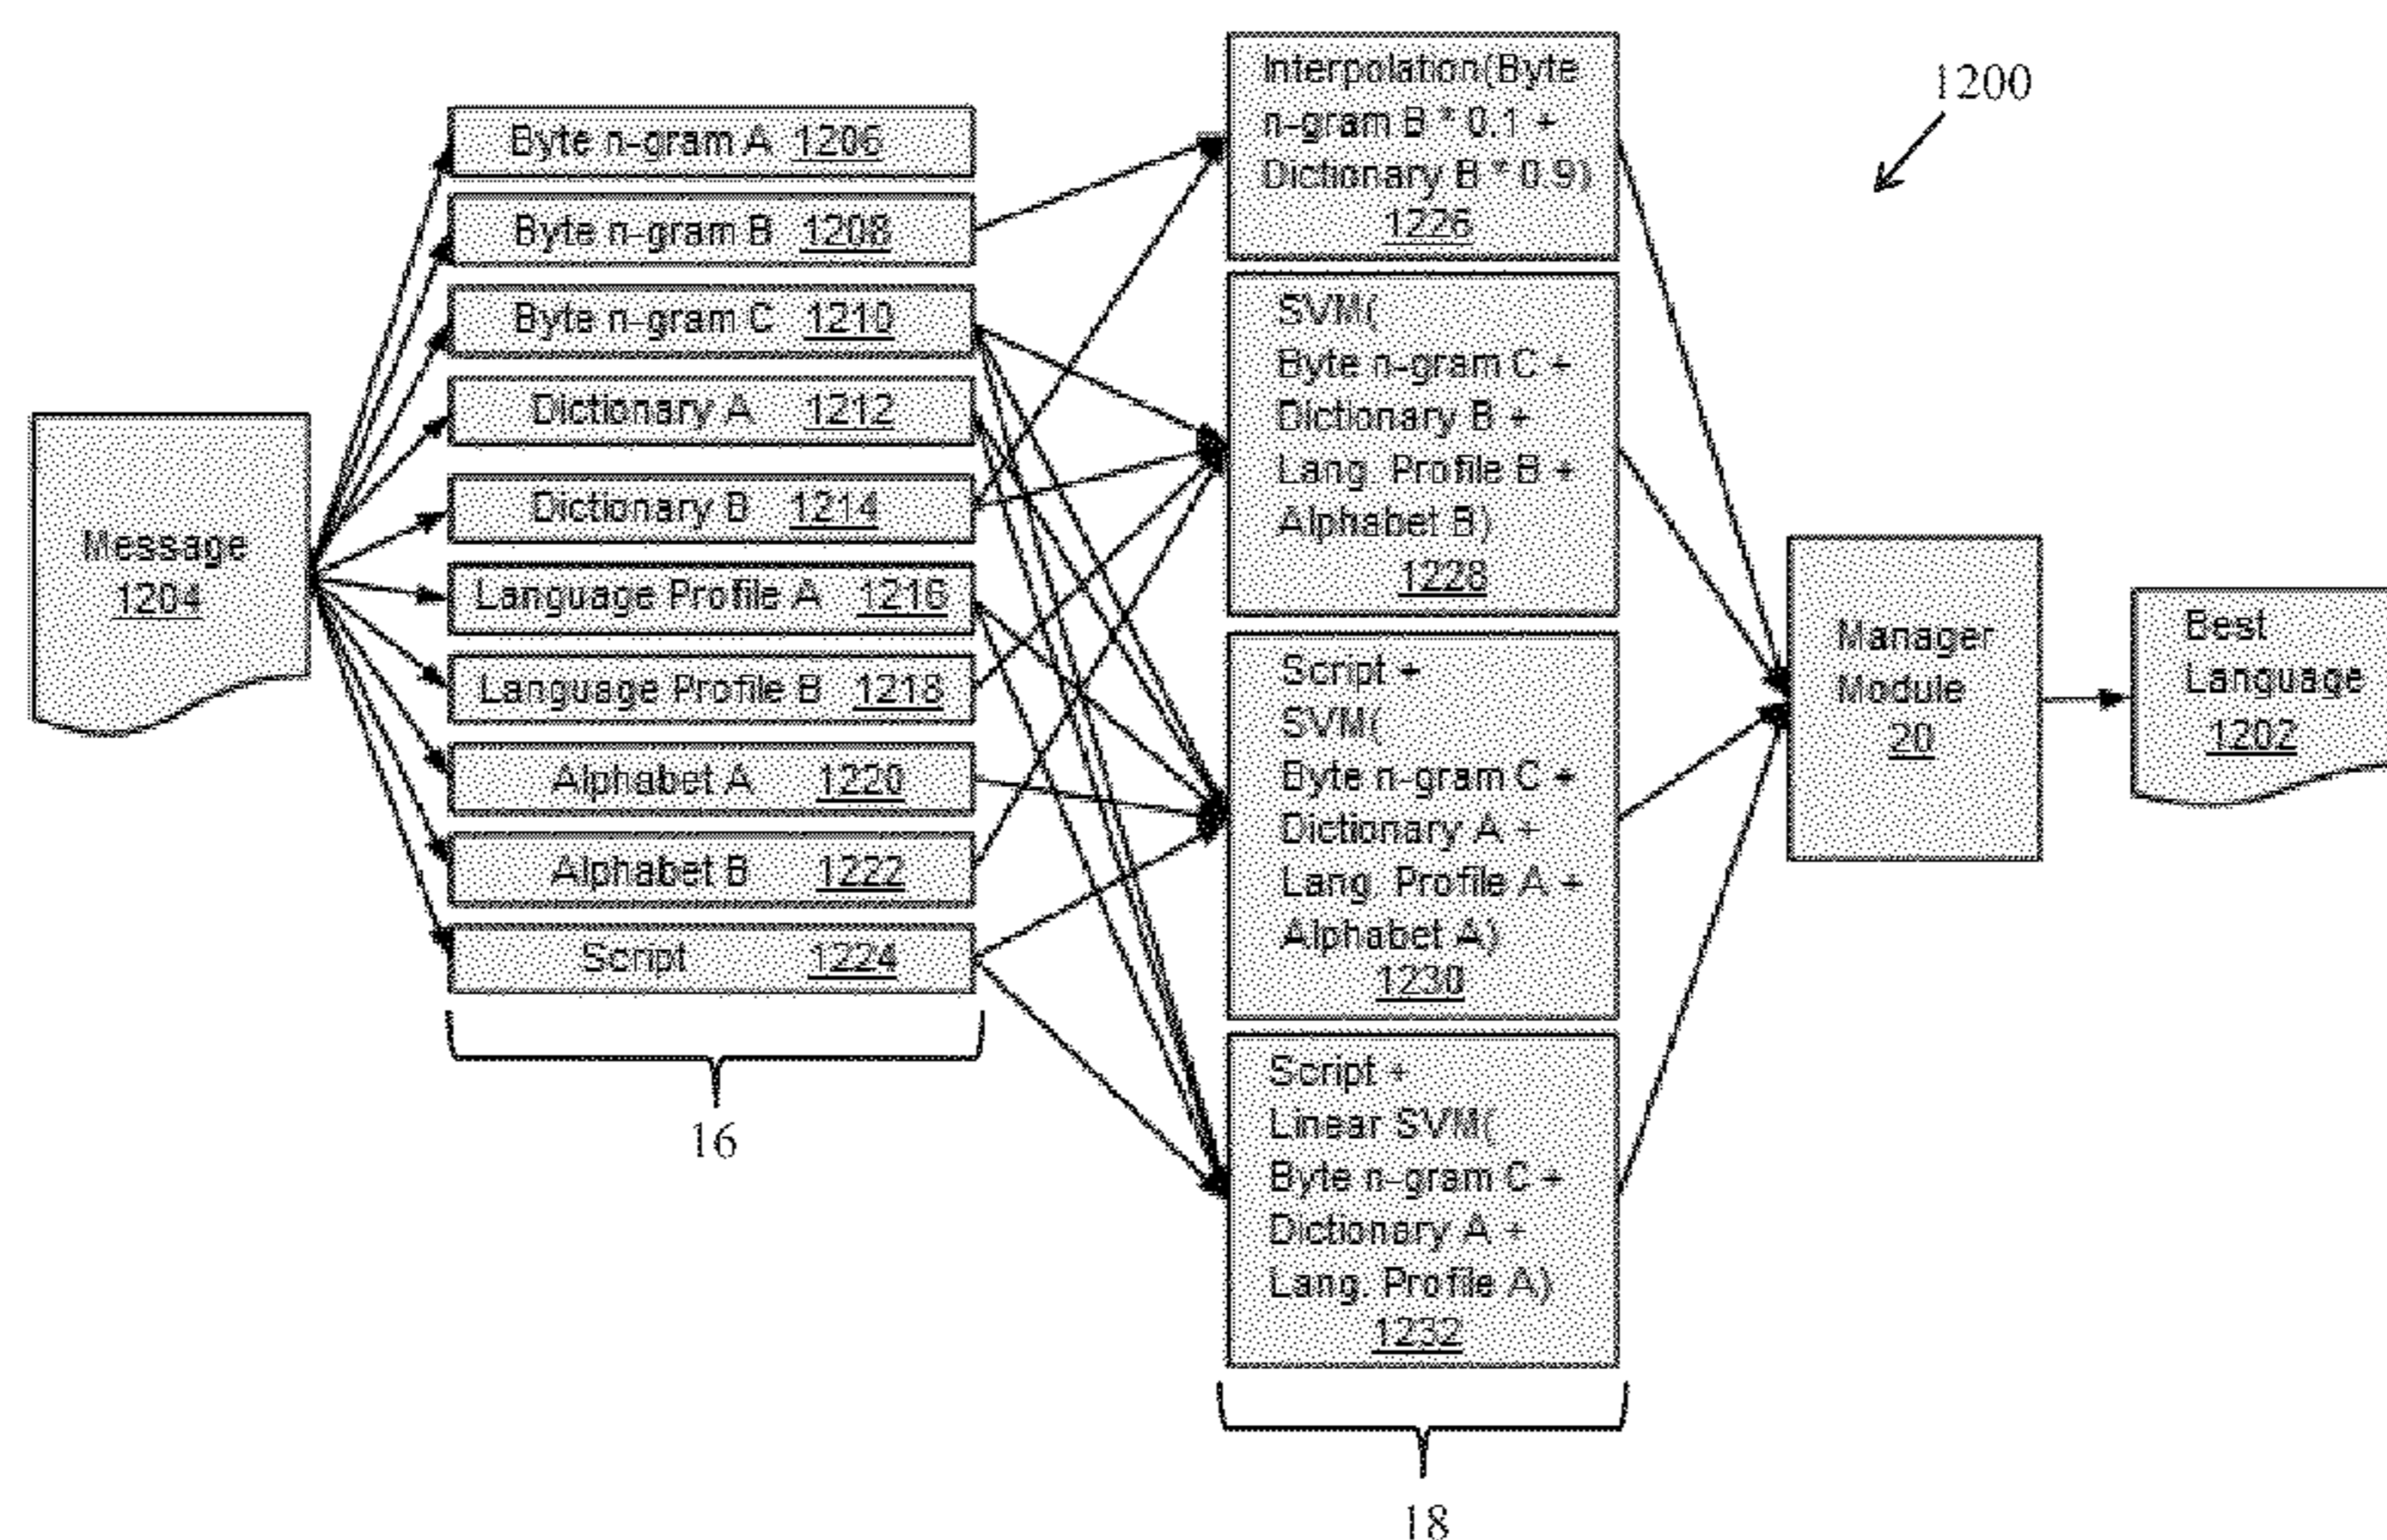 1200
Message
1204
Byte n-gram A 1206
Byte n-gram B 1208
Byte n-gram C 1210
Dictionary A 1212
Dictionary B 1214
Language Profile A 1216
Language Profile B 1218
Alphabet A 1220
Alphabet B 1222
Script 1224
16
Interpolation(Byte
n-gram B * 0.1 +
Dictionary B * 0.9)
1226
SVM(
Byte n-gram C +
Dictionary B +
Lang. Profile B +
Alphabet B)
1228
Script +
SVM(
Byte n-gram C +
Dictionary A +
Lang. Profile A +
Alphabet A)
1230
Script +
Linear SVM(
Byte n-gram C +
Dictionary A +
Lang. Profile A)
1232
18
Manager
Module
20
Best
Language
1202